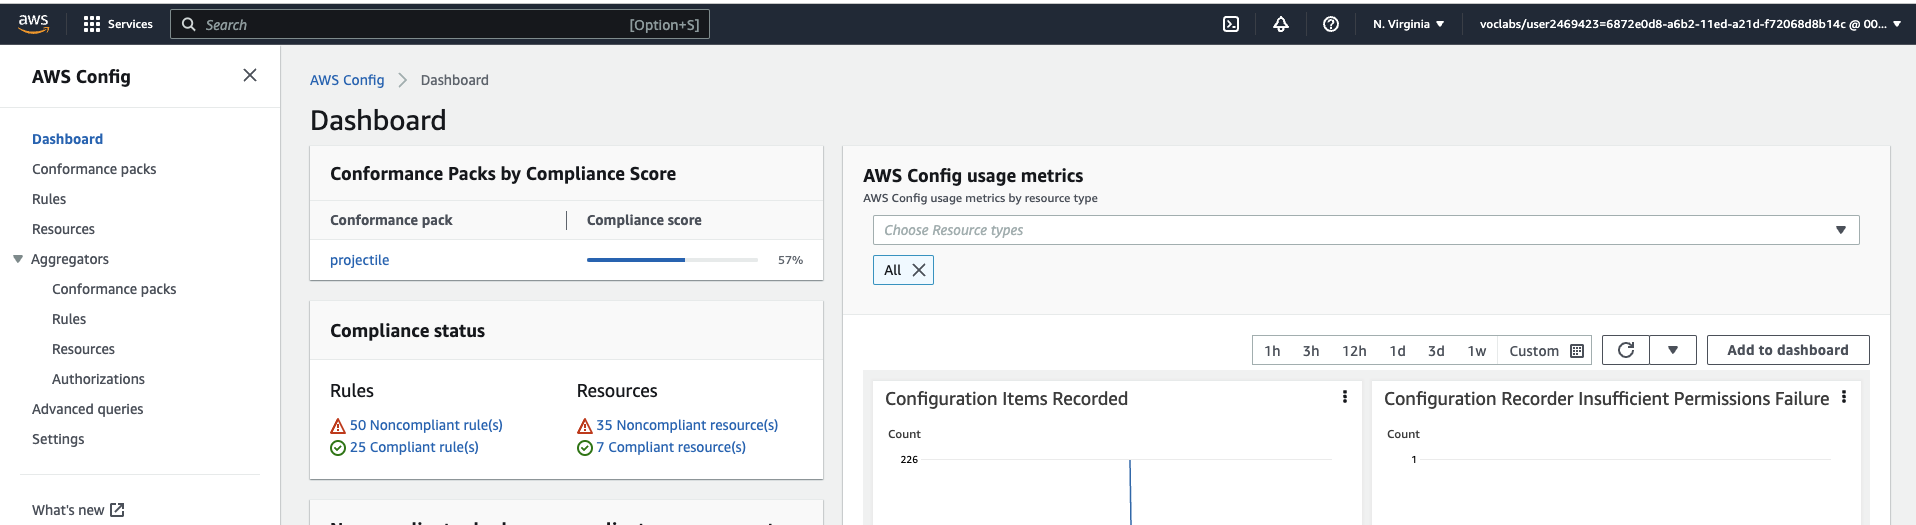 aws
Services
Search
[Option+S]
N. Virginia
voclabs/user2469423=6872e0d8-a6b2-11ed-a21d-f72068d8b14c @ 00...
AWS Config
Dashboard
Conformance packs
Rules
Resources
Aggregators
Conformance packs
Rules
Resources
Authorizations
Advanced queries
Settings
What's new
AWS Config
Dashboard
Dashboard
Conformance Packs by Compliance Score
Conformance pack
Compliance score
projectile
57%
Compliance status
Rules
50 Noncompliant rule(s)
25 Compliant rule(s)
Resources
35 Noncompliant resource(s)
7 Compliant resource(s)
AWS Config usage metrics
AWS Config usage metrics by resource type
Choose Resource types
All
1h 3h 12h 1d 3d 1w Custom
Add to dashboard
Configuration Items Recorded
Count
226
Configuration Recorder Insufficient Permissions Failure
Count
1